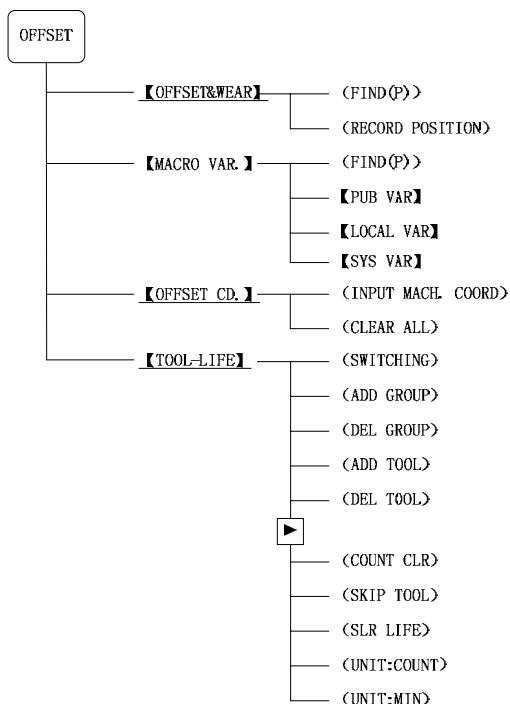 OFFSET
【OFFSET&WEAR】
(FIND(P))
(RECORD POSITION)
【MACRO VAR.】
(FIND(P))
【PUB VAR】
【LOCAL VAR】
【SYS VAR】
【OFFSET CD.】
(INPUT MACH. COORD)
(CLEAR ALL)
【TOOL-LIFE】
(SWITCHING)
(ADD GROUP)
(DEL GROUP)
(ADD TOOL)
(DEL TOOL)
(COUNT CLR)
(SKIP TOOL)
(SLR LIFE)
(UNIT:COUNT)
(UNIT:MIN)